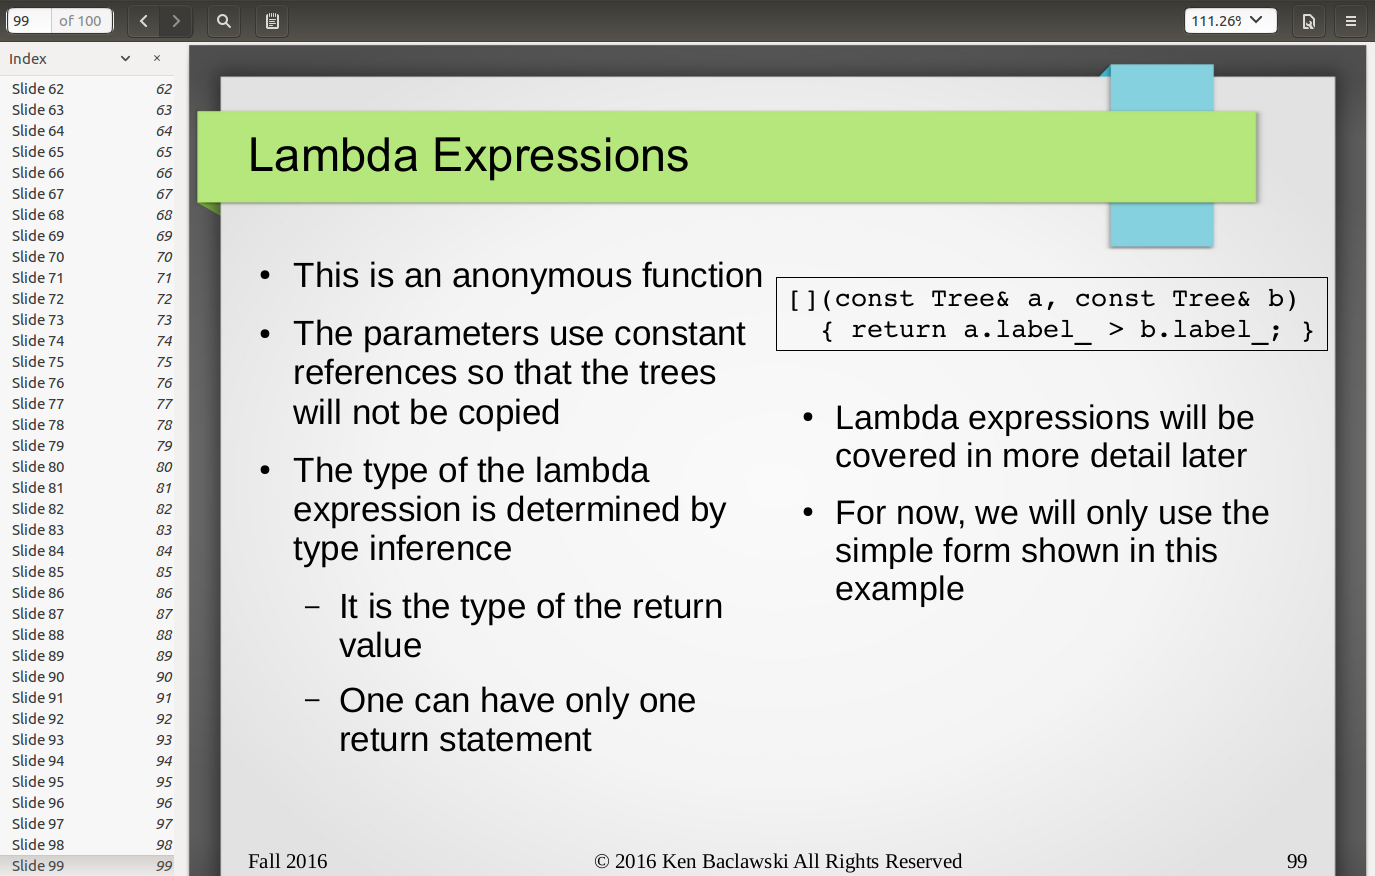 99 of 100
111.26%
Index
Slide 62 62
Slide 63 63
Slide 64 64
Slide 65 65
Slide 66 66
Slide 67 67
Slide 68 68
Slide 69 69
Slide 70 70
Slide 71 71
Slide 72 72
Slide 73 73
Slide 74 74
Slide 75 75
Slide 76 76
Slide 77 77
Slide 78 78
Slide 79 79
Slide 80 80
Slide 81 81
Slide 82 82
Slide 83 83
Slide 84 84
Slide 85 85
Slide 86 86
Slide 87 87
Slide 88 88
Slide 89 89
Slide 90 90
Slide 91 91
Slide 92 92
Slide 93 93
Slide 94 94
Slide 95 95
Slide 96 96
Slide 97 97
Slide 98 98
Slide 99 99
Lambda Expressions
• This is an anonymous function
• The parameters use constant
references so that the trees
will not be copied
• The type of the lambda
expression is determined by
type inference
– It is the type of the return
value
– One can have only one
return statement
[](const Tree& a, const Tree& b)
{ return a.label_ > b.label_; }
• Lambda expressions will be
covered in more detail later
• For now, we will only use the
simple form shown in this
example
Fall 2016
© 2016 Ken Baclawski All Rights Reserved
99